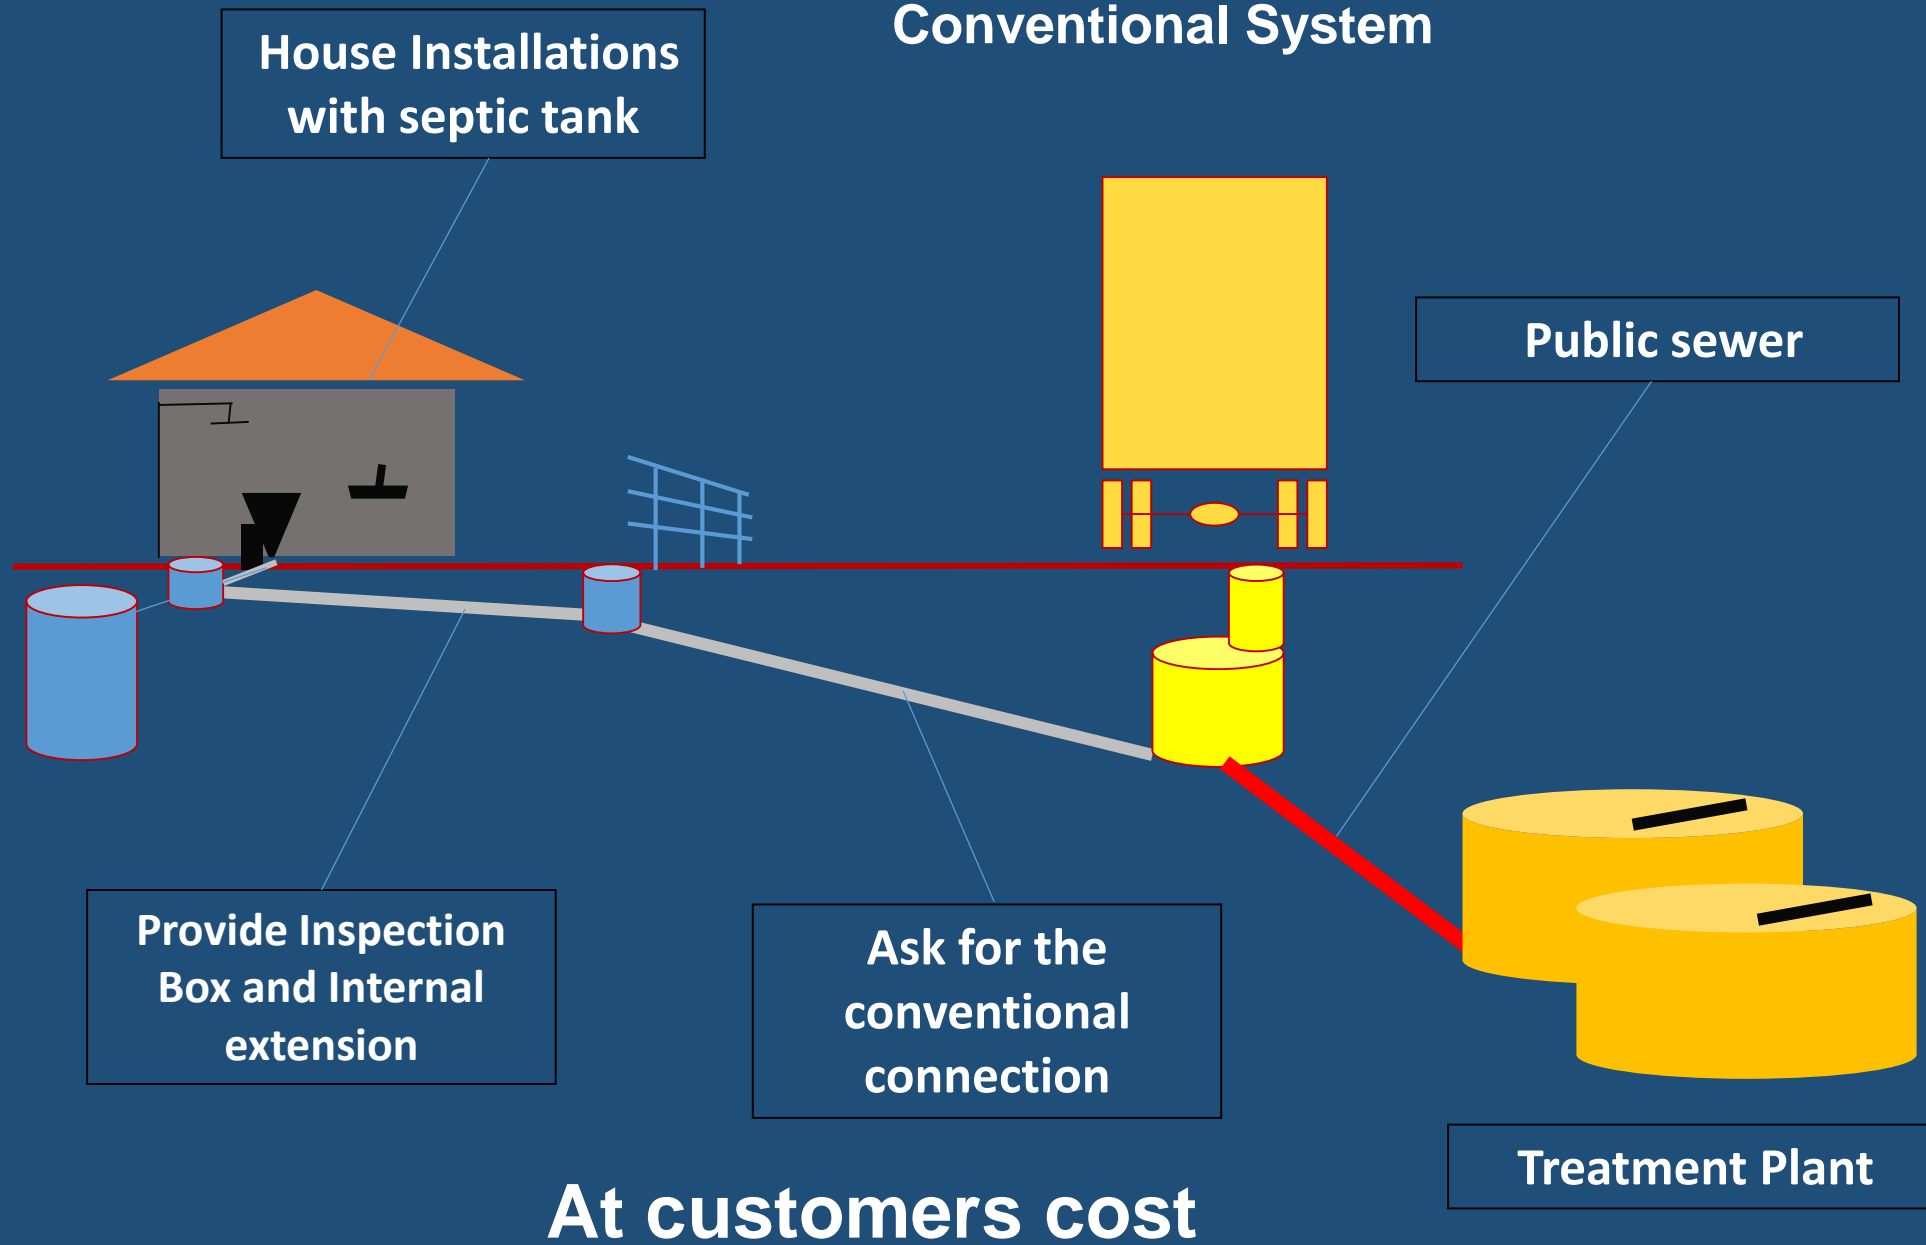 Conventional System
House Installations
with septic tank
Public sewer
Provide Inspection
Box and Internal
extension
Ask for the
conventional
connection
Treatment Plant
At customers cost